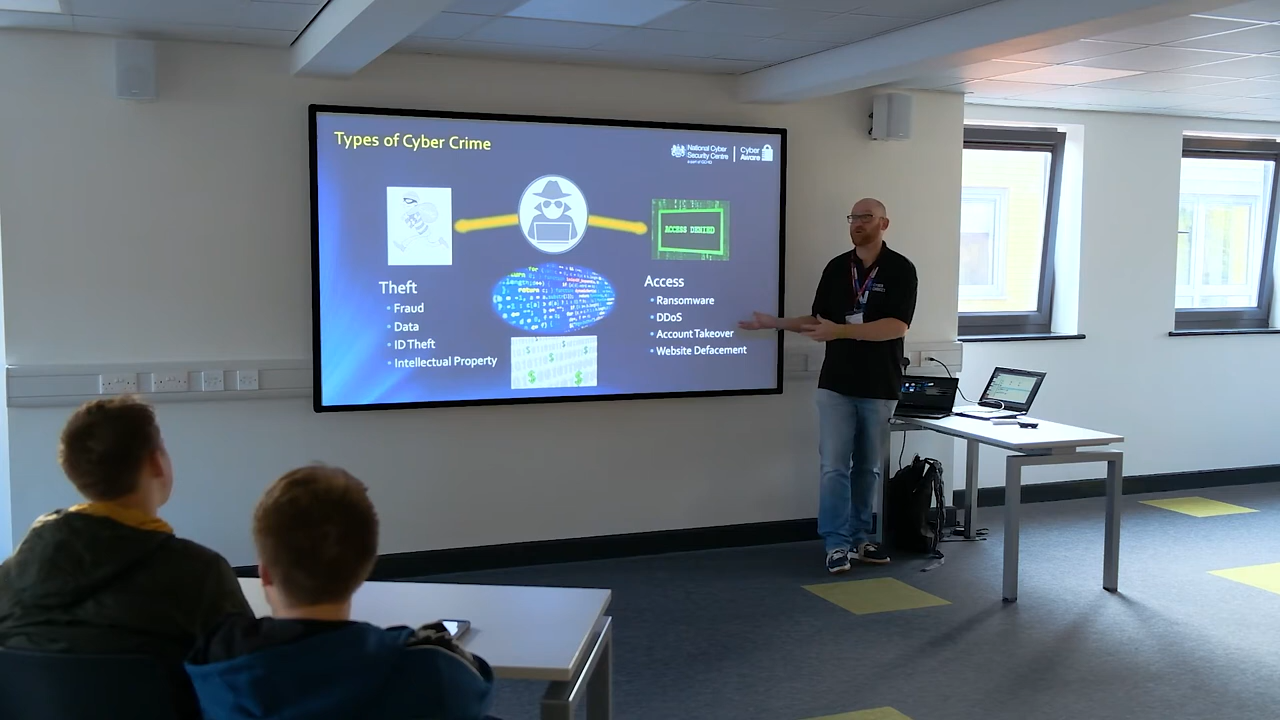 Types of Cyber Crime
National Cyber
Security Centre
Cyber
Aware
ACCESS DENIED
Theft
• Fraud
• Data
• ID Theft
• Intellectual Property
Access
• Ransomware
• DDoS
• Account Takeover
• Website Defacement